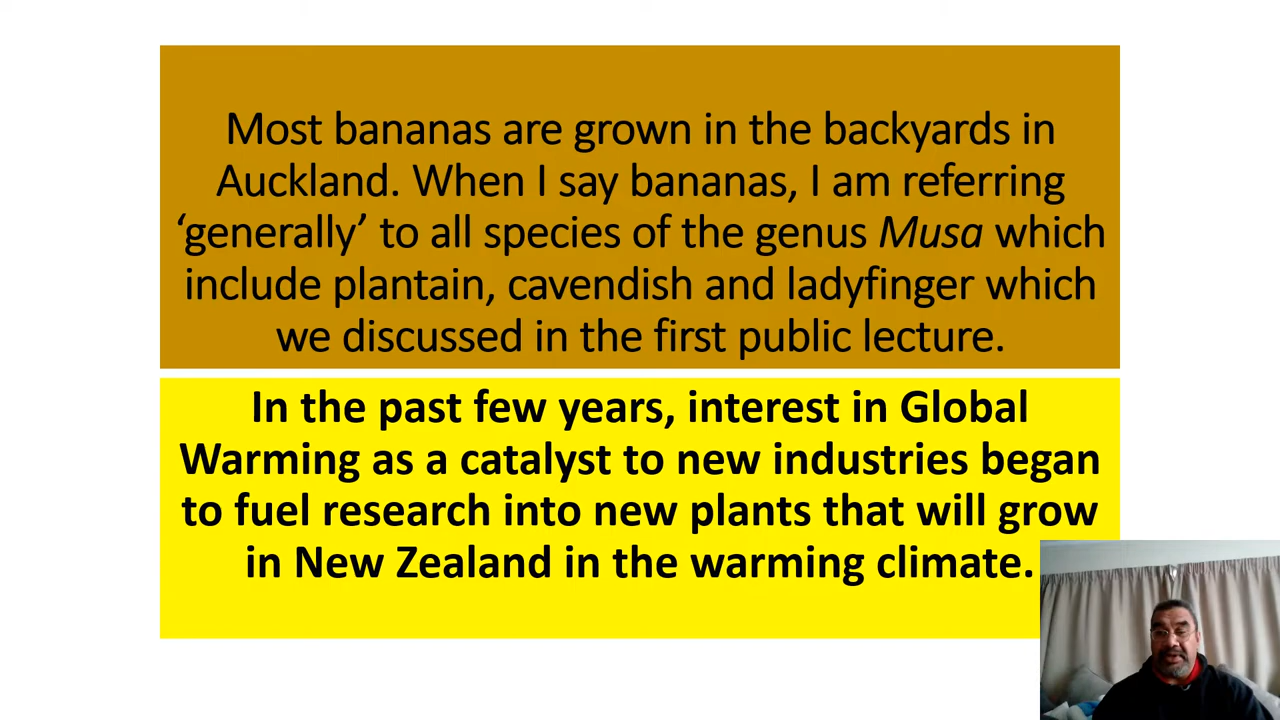 Most bananas are grown in the backyards in
Auckland. When I say bananas, I am referring
‘generally’ to all species of the genus Musa which
include plantain, cavendish and ladyfinger which
we discussed in the first public lecture.
In the past few years, interest in Global
Warming as a catalyst to new industries began
to fuel research into new plants that will grow
in New Zealand in the warming climate.